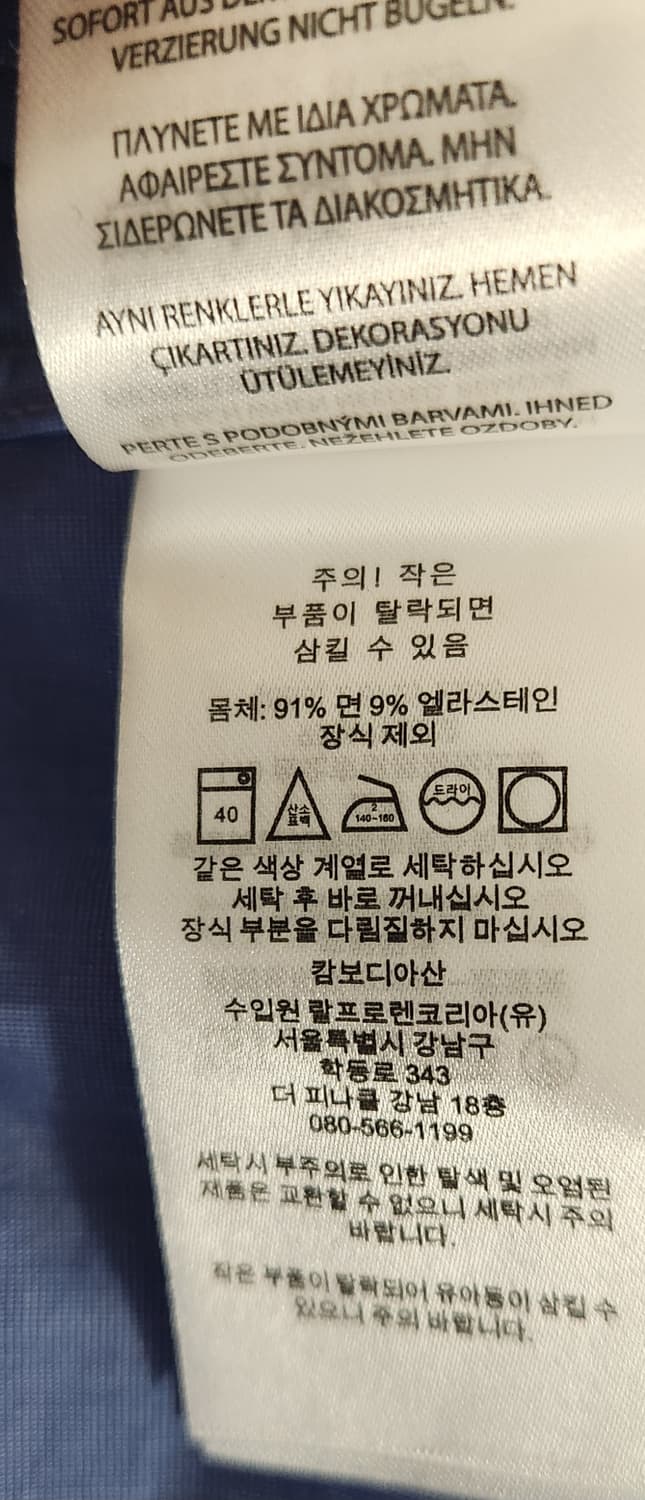 SOFORT AUS
VERZIERUNG NICHT BÜGELN.
ΠΛΥΝΕΤΕ ΜΕ ΙΔΙΑ ΧΡΩΜΑΤΑ.
ΑΦΑΙΡΕΣΤΕ ΣΥΝΤΟΜΑ. ΜΗΝ
ΣΙΔΕΡΩΝΕΤΕ ΤΑ ΔΙΑΚΟΣΜΗΤΙΚΑ.
AYNI RENKLERLE YIKAYINIZ. HEMEN
ÇIKARTINIZ. DEKORASYONU
ÜTÜLEMEYİNİZ.
PERTE S PODOBNÝMI BARVAMI. IHNED
ODEBERTE. NEŽEHLETE OZDOBY.
주의! 작은
부품이 탈락되면
삼킬 수 있음
몸체: 91% 면 9% 엘라스테인
장식 제외
40 산소 표백 2 140~160 드라이
같은 색상 계열로 세탁하십시오
세탁 후 바로 꺼내십시오
장식 부분을 다림질하지 마십시오
캄보디아산
수입원 랄프로렌코리아(유)
서울특별시 강남구
학동로 343
더 피나클 강남 18층
080-566-1199
세탁시 부주의로 인한 탈색 및 오염된
제품은 교환할 수 없으니 세탁시 주의
바랍니다.
작은 부품이 탈락되어 유아동이 삼킬 수
있으니 주의 바랍니다.